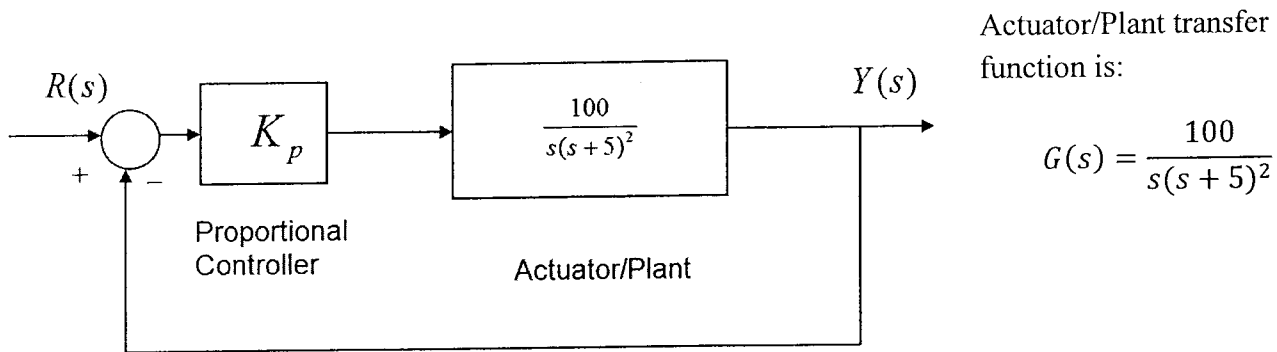 Actuator/Plant transfer
function is:
R(s)
Y(s)
K_p
100
s(s + 5)^2
G(s) = 100 / s(s + 5)^2
+
−
Proportional
Controller
Actuator/Plant